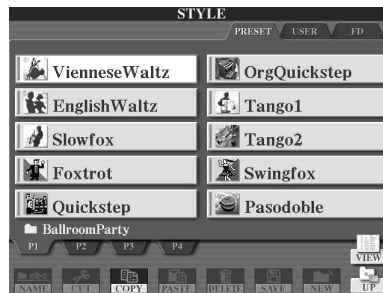 STYLE
PRESET USER FD
VienneseWaltz OrgQuickstep
EnglishWaltz Tango1
Slowfox Tango2
Foxtrot Swingfox
Quickstep Pasodoble
BallroomParty
P1 P2 P3 P4
VIEW
abc
NAME CUT COPY PASTE DELETE SAVE NEW UP